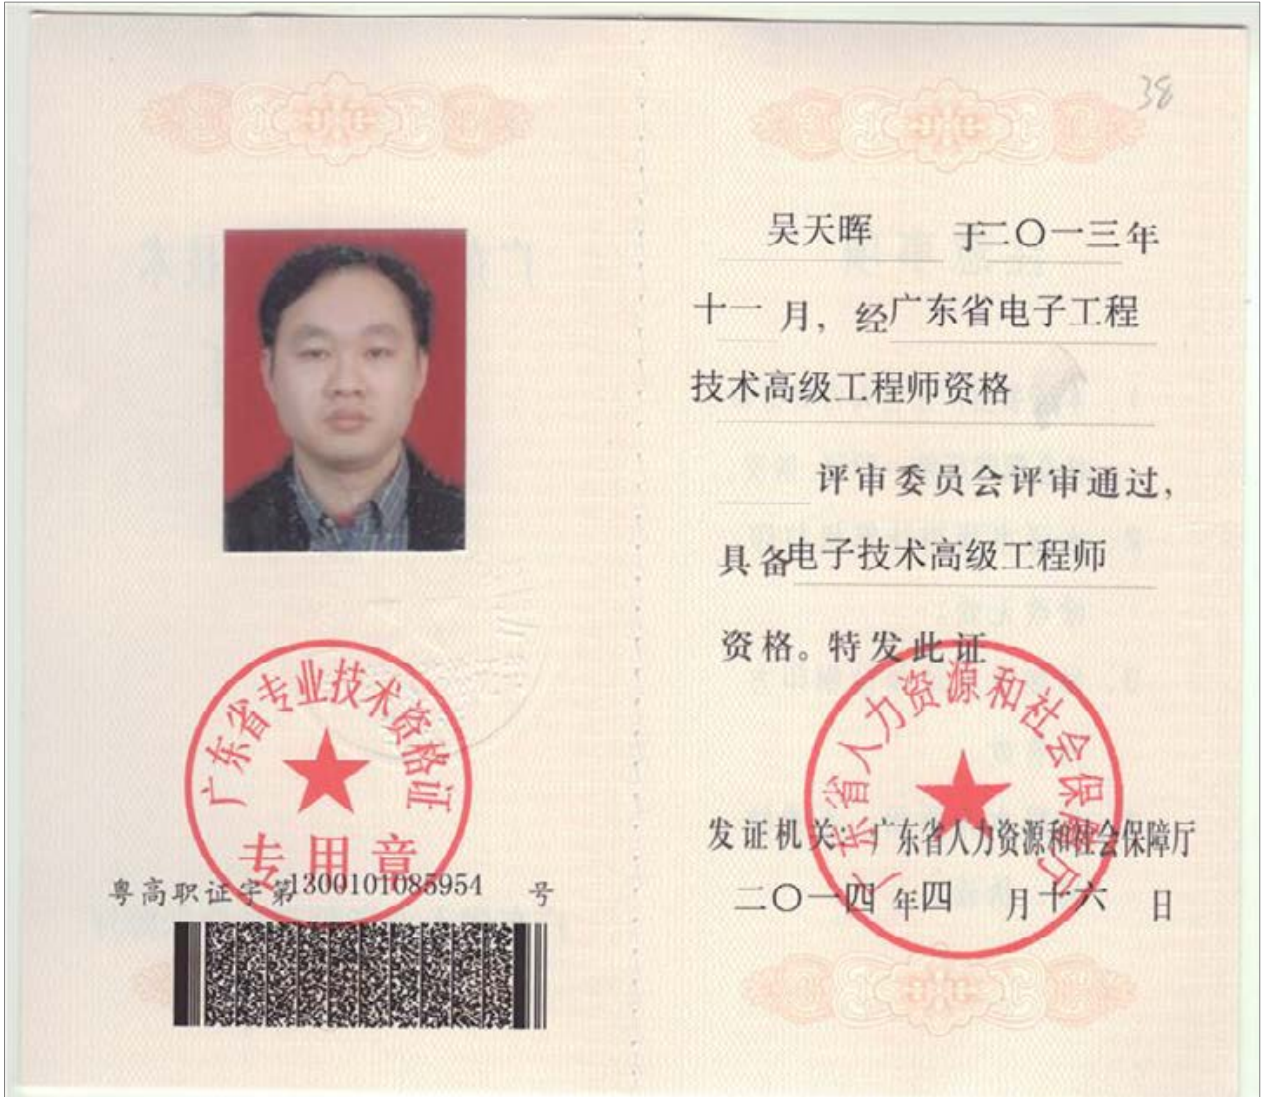 广东省专业技术资格证
专用章
粤高职证字第1300101085954号
38
吴天晖 于二〇一三年
十一月，经广东省电子工程
技术高级工程师资格
评审委员会评审通过，
具备电子技术高级工程师
资格。特发此证
广东省人力资源和社会保障厅
发证机关：广东省人力资源和社会保障厅
二〇一四年四月十六日